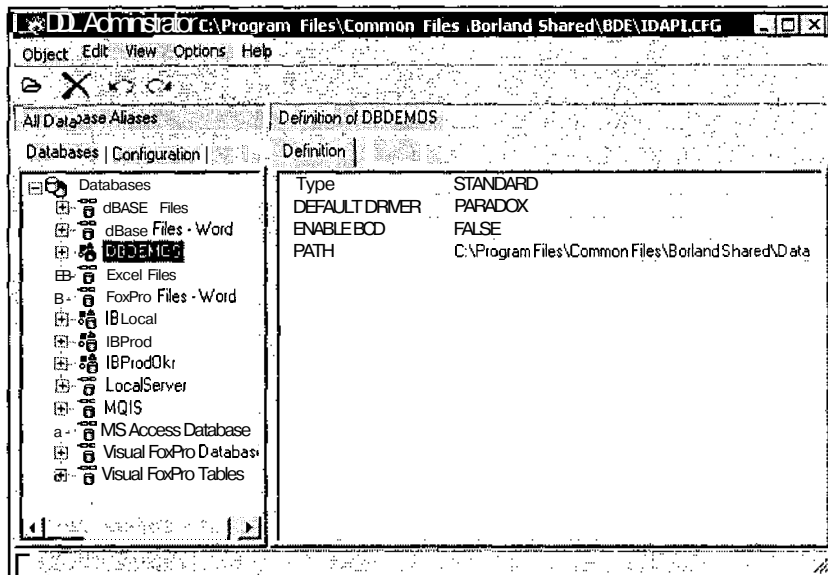 DDL Administrator C:\Program Files\Common Files \Borland Shared\BDE\IDAPI.CFG
Object Edit View Options Help
All Database Aliases
Definition of DBDEMOS
Databases | Configuration |
Definition
Databases
dBASE Files
dBase Files - Word
DBDEMOS
Excel Files
FoxPro Files - Word
IBLocal
IBProd
IBProdOkr
LocalServer
MQIS
MS Access Database
Visual FoxPro Databas
Visual FoxPro Tables
Type STANDARD
DEFAULT DRIVER PARADOX
ENABLE BCD FALSE
PATH C:\Program Files\Common Files\Borland Shared\Data